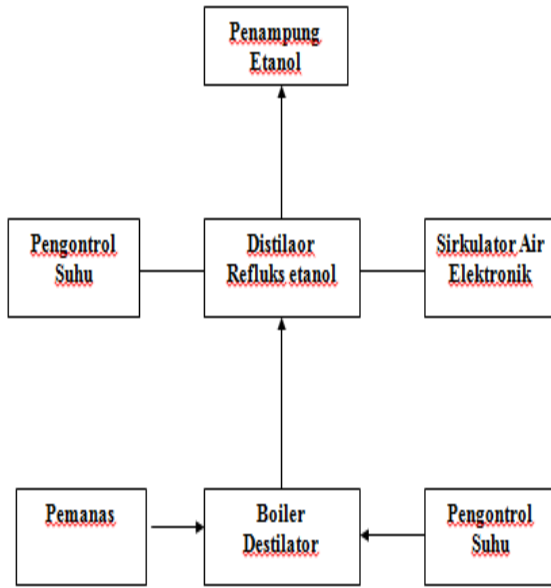 Penampung
Etanol
Pengontrol
Suhu
Distilaor
Refluks etanol
Sirkulator Air
Elektronik
Pemanas
Boiler
Destilator
Pengontrol
Suhu